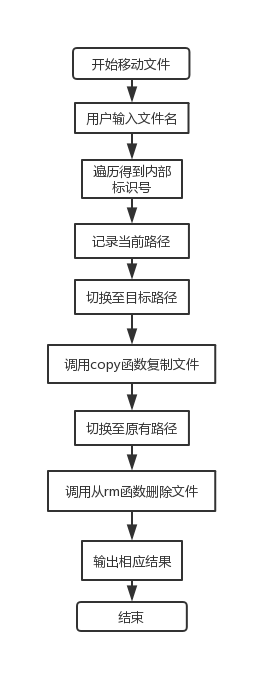 开始移动文件
用户输入文件名
遍历得到内部
标识号
记录当前路径
切换至目标路径
调用copy函数复制文件
切换至原有路径
调用从rm函数删除文件
输出相应结果
结束